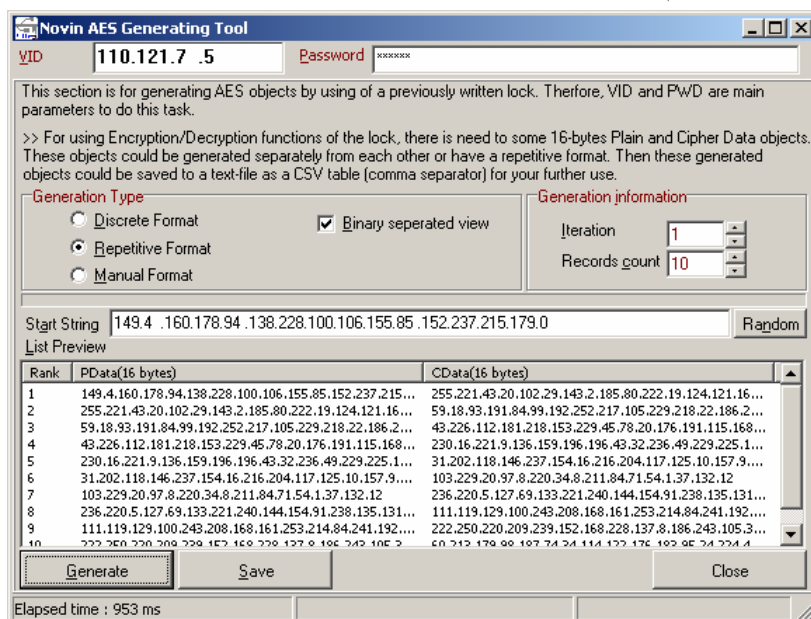 Novin AES Generating Tool
VID 110.121.7 .5 Password ××××××
This section is for generating AES objects by using of a previously written lock. Therfore, VID and PWD are main
parameters to do this task.
>> For using Encryption/Decryption functions of the lock, there is need to some 16-bytes Plain and Cipher Data objects.
These objects could be generated separately from each other or have a repetitive format. Then these generated
objects could be saved to a text-file as a CSV table (comma separator) for your further use.
Generation Type Generation information
Discrete Format Binary seperated view Iteration 1
Repetitive Format Records count 10
Manual Format
Start String 149.4 .160.178.94 .138.228.100.106.155.85 .152.237.215.179.0 Random
List Preview
Rank PData(16 bytes) CData(16 bytes)
1 149.4.160.178.94.138.228.100.106.155.85.152.237.215... 255.221.43.20.102.29.143.2.185.80.222.19.124.121.16...
2 255.221.43.20.102.29.143.2.185.80.222.19.124.121.16... 59.18.93.191.84.99.192.252.217.105.229.218.22.186.2...
3 59.18.93.191.84.99.192.252.217.105.229.218.22.186.2... 43.226.112.181.218.153.229.45.78.20.176.191.115.168...
4 43.226.112.181.218.153.229.45.78.20.176.191.115.168... 230.16.221.9.136.159.196.196.43.32.236.49.229.225.1...
5 230.16.221.9.136.159.196.196.43.32.236.49.229.225.1... 31.202.118.146.237.154.16.216.204.117.125.10.157.9....
6 31.202.118.146.237.154.16.216.204.117.125.10.157.9.... 103.229.20.97.8.220.34.8.211.84.71.54.1.37.132.12
7 103.229.20.97.8.220.34.8.211.84.71.54.1.37.132.12 236.220.5.127.69.133.221.240.144.154.91.238.135.131...
8 236.220.5.127.69.133.221.240.144.154.91.238.135.131... 111.119.129.100.243.208.168.161.253.214.84.241.192....
9 111.119.129.100.243.208.168.161.253.214.84.241.192.... 222.250.220.209.239.152.168.228.137.8.186.243.105.3...
10 222.250.220.209.239.152.168.228.137.8.186.243.105.3...
Generate Save Close
Elapsed time : 953 ms